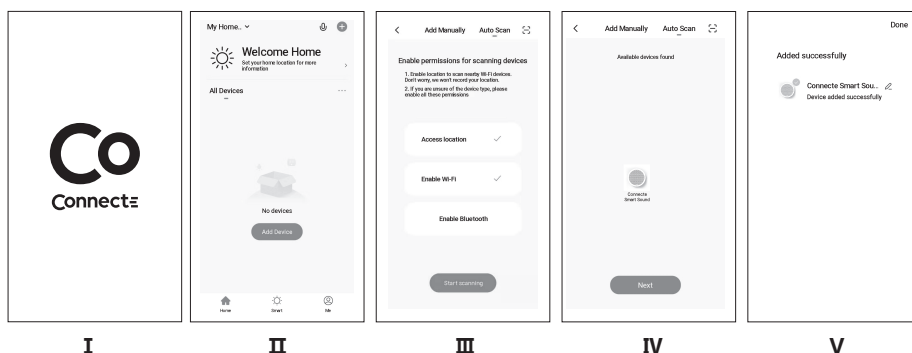 Co
Connecte
I
My Home..
Welcome Home
Set your home location for more
information
All Devices
...
No devices
Add Device
Home
Smart
Me
II
Add Manually
Auto Scan
Enable permissions for scanning devices
1. Enable location to scan nearby Wi-Fi devices.
Don't worry, we won't record your location.
2. If you are unsure of the device type, please
enable all these permissions
Access location
Enable Wi-Fi
Enable Bluetooth
Start scanning
III
Add Manually
Auto Scan
Available devices found
Connecte
Smart Sound
Next
IV
Done
Added successfully
Connecte Smart Sou..
Device added successfully
V